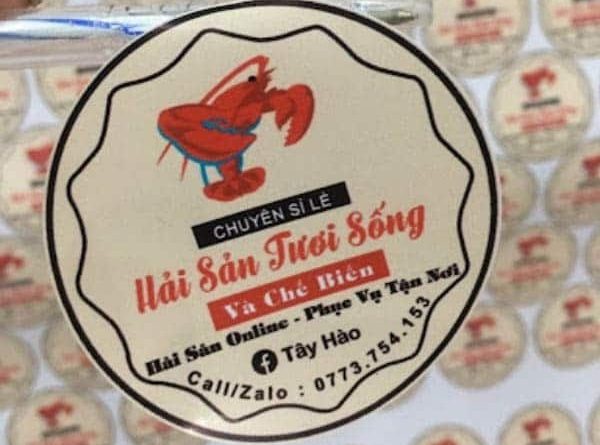 CHUYÊN SỈ LẺ
Hải Sản Tươi Sống
Và Chế Biến
Hải Sản Online - Phục Vụ Tận Nơi
Tây Hào
Call/Zalo : 0773.754.153